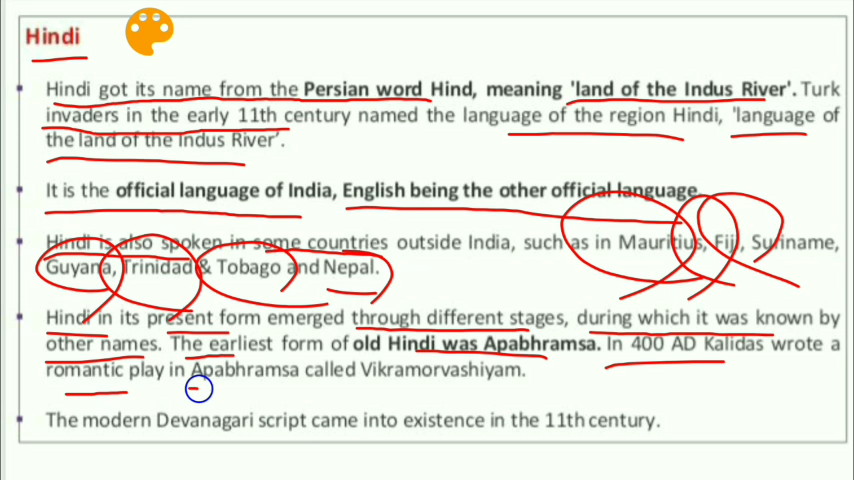 Hindi
Hindi got its name from the Persian word Hind, meaning 'land of the Indus River'. Turk
invaders in the early 11th century named the language of the region Hindi, 'language of
the land of the Indus River'.
It is the official language of India, English being the other official language.
Hindi is also spoken in some countries outside India, such as in Mauritius, Fiji, Suriname,
Guyana, Trinidad & Tobago and Nepal.
Hindi in its present form emerged through different stages, during which it was known by
other names. The earliest form of old Hindi was Apabhramsa. In 400 AD Kalidas wrote a
romantic play in Apabhramsa called Vikramorvashiyam.
The modern Devanagari script came into existence in the 11th century.